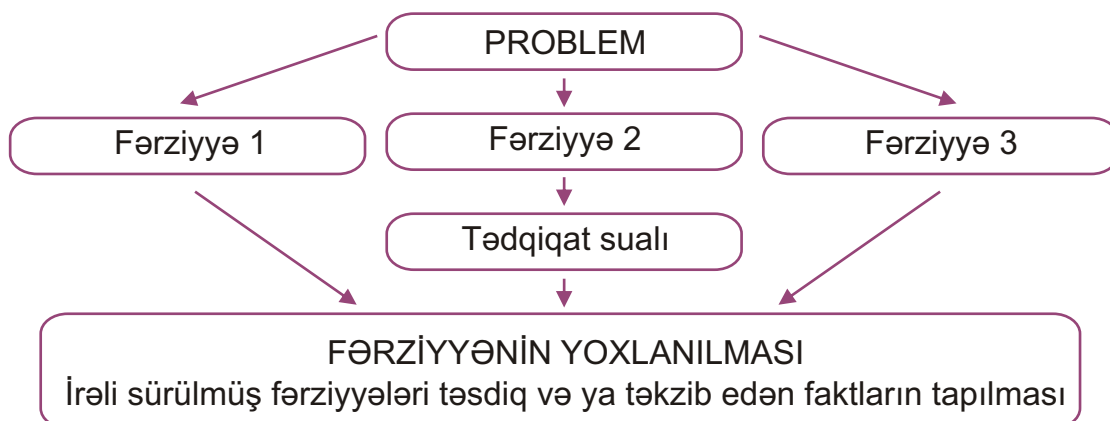 PROBLEM
Fərziyyə 1
Fərziyyə 2
Fərziyyə 3
Tədqiqat sualı
FƏRZİYYƏNİN YOXLANILMASI
İrəli sürülmüş fərziyyələri təsdiq və ya təkzib edən faktların tapılması